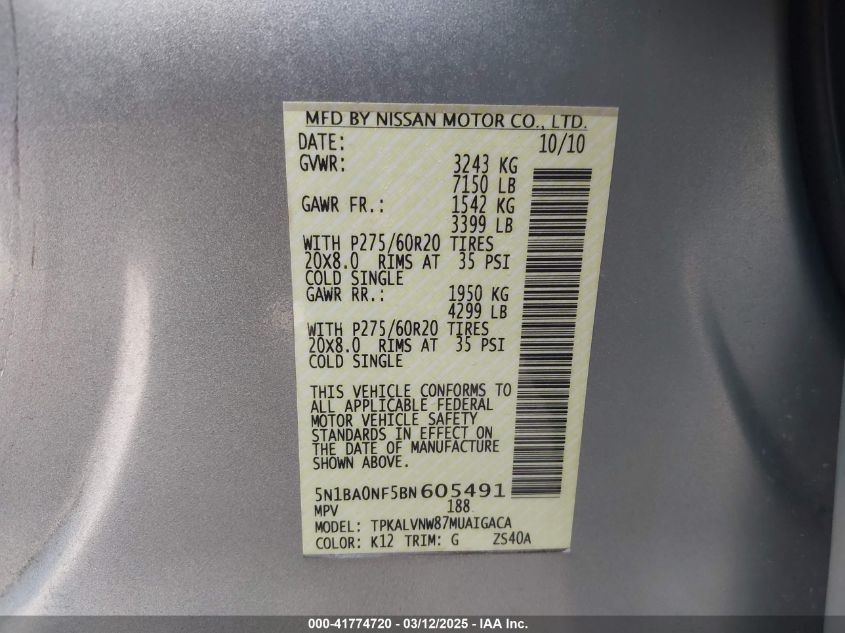 MFD BY NISSAN MOTOR CO., LTD.
DATE: 10/10
GVWR: 3243 KG
7150 LB
GAWR FR.: 1542 KG
3399 LB
WITH P275/60R20 TIRES
20X8.0 RIMS AT 35 PSI
COLD SINGLE
GAWR RR.: 1950 KG
4299 LB
WITH P275/60R20 TIRES
20X8.0 RIMS AT 35 PSI
COLD SINGLE
THIS VEHICLE CONFORMS TO
ALL APPLICABLE FEDERAL
MOTOR VEHICLE SAFETY
STANDARDS IN EFFECT ON
THE DATE OF MANUFACTURE
SHOWN ABOVE.
5N1BA0NF5BN605491
MPV 188
MODEL: TPKALVNW87MUAIGACA
COLOR: K12 TRIM: G ZS40A
000-41774720 — 03/12/2025 — IAA Inc.